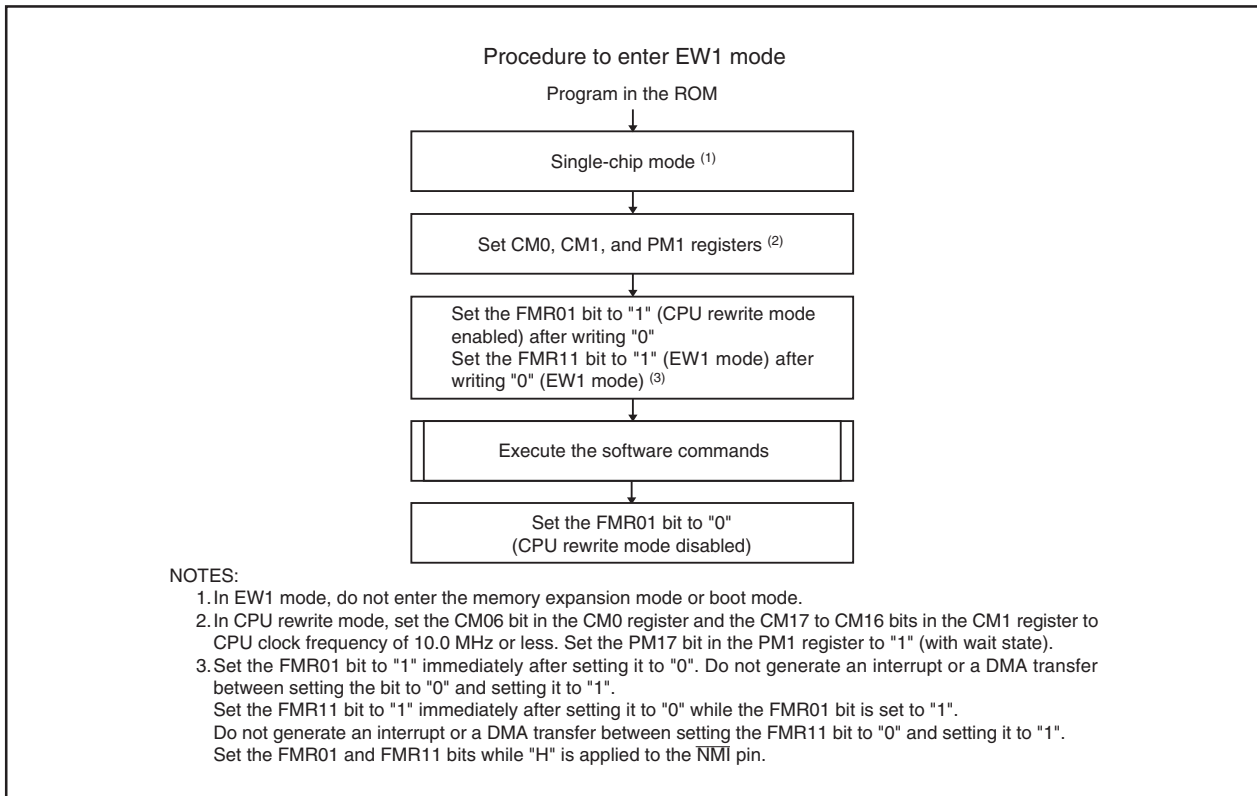 Procedure to enter EW1 mode
Program in the ROM
Single-chip mode (1)
Set CM0, CM1, and PM1 registers (2)
Set the FMR01 bit to "1" (CPU rewrite mode
enabled) after writing "0"
Set the FMR11 bit to "1" (EW1 mode) after
writing "0" (EW1 mode) (3)
Execute the software commands
Set the FMR01 bit to "0"
(CPU rewrite mode disabled)
NOTES:
1. In EW1 mode, do not enter the memory expansion mode or boot mode.
2. In CPU rewrite mode, set the CM06 bit in the CM0 register and the CM17 to CM16 bits in the CM1 register to
CPU clock frequency of 10.0 MHz or less. Set the PM17 bit in the PM1 register to "1" (with wait state).
3. Set the FMR01 bit to "1" immediately after setting it to "0". Do not generate an interrupt or a DMA transfer
between setting the bit to "0" and setting it to "1".
Set the FMR11 bit to "1" immediately after setting it to "0" while the FMR01 bit is set to "1".
Do not generate an interrupt or a DMA transfer between setting the FMR11 bit to "0" and setting it to "1".
Set the FMR01 and FMR11 bits while "H" is applied to the NMI pin.